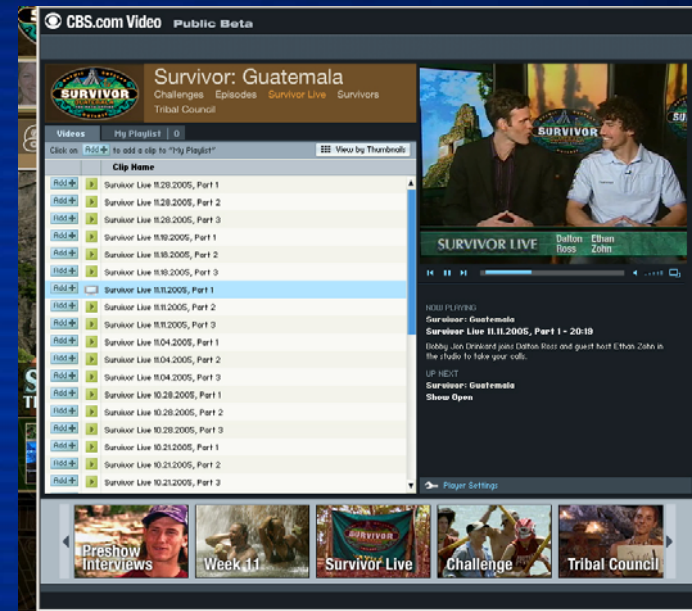 CBS.com Video Public Beta
SURVIVOR
GUATEMALA
Survivor: Guatemala
Challenges Episodes Survivor Live Survivors
Tribal Council
Videos My Playlist | 0
Click on Add + to add a clip to "My Playlist" View by Thumbnails
Clip Name
Add + Survivor Live 11.28.2005, Part 1
Add + Survivor Live 11.28.2005, Part 2
Add + Survivor Live 11.28.2005, Part 3
Add + Survivor Live 11.18.2005, Part 1
Add + Survivor Live 11.18.2005, Part 2
Add + Survivor Live 11.18.2005, Part 3
Add + Survivor Live 11.11.2005, Part 1
Add + Survivor Live 11.11.2005, Part 2
Add + Survivor Live 11.11.2005, Part 3
Add + Survivor Live 11.04.2005, Part 1
Add + Survivor Live 11.04.2005, Part 2
Add + Survivor Live 11.04.2005, Part 3
Add + Survivor Live 10.28.2005, Part 1
Add + Survivor Live 10.28.2005, Part 2
Add + Survivor Live 10.28.2005, Part 3
Add + Survivor Live 10.21.2005, Part 1
Add + Survivor Live 10.21.2005, Part 2
Add + Survivor Live 10.21.2005, Part 3
SURVIVOR
SURVIVOR LIVE
Dalton Ross
Ethan Zohn
NOW PLAYING
Survivor: Guatemala
Survivor Live 11.11.2005, Part 1 - 20:19
Bobby Jon Drinkard joins Dalton Ross and guest host Ethan Zohn in
the studio to take your calls.
UP NEXT
Survivor: Guatemala
Show Open
Player Settings
Preshow
Interviews
Week 11
SURVIVOR
Survivor Live
Challenge
Tribal Council